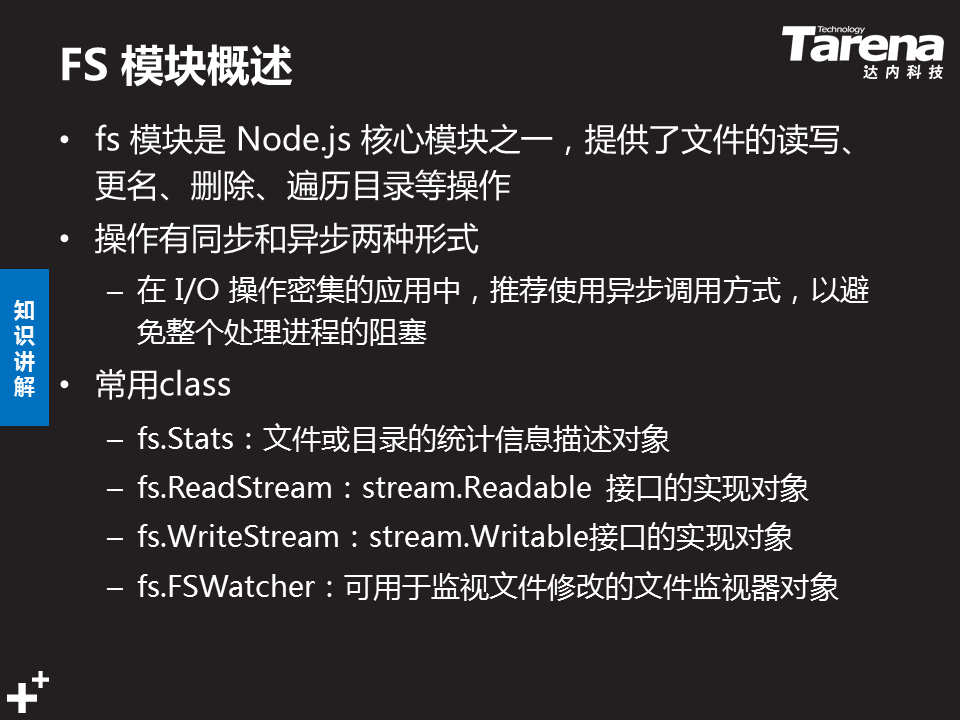 FS 模块概述
Technology
Tarena
达内科技
• fs 模块是 Node.js 核心模块之一，提供了文件的读写、
更名、删除、遍历目录等操作
• 操作有同步和异步两种形式
– 在 I/O 操作密集的应用中，推荐使用异步调用方式，以避
免整个处理进程的阻塞
知识讲解
• 常用class
– fs.Stats：文件或目录的统计信息描述对象
– fs.ReadStream：stream.Readable 接口的实现对象
– fs.WriteStream：stream.Writable接口的实现对象
– fs.FSWatcher：可用于监视文件修改的文件监视器对象